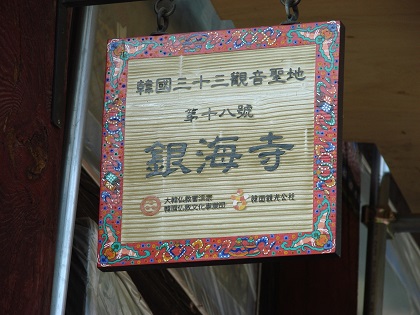 韓國三十三觀音聖地
第十八號
銀海寺
大韓仏教曹渓宗
韓国仏教文化事業団
韓国観光公社